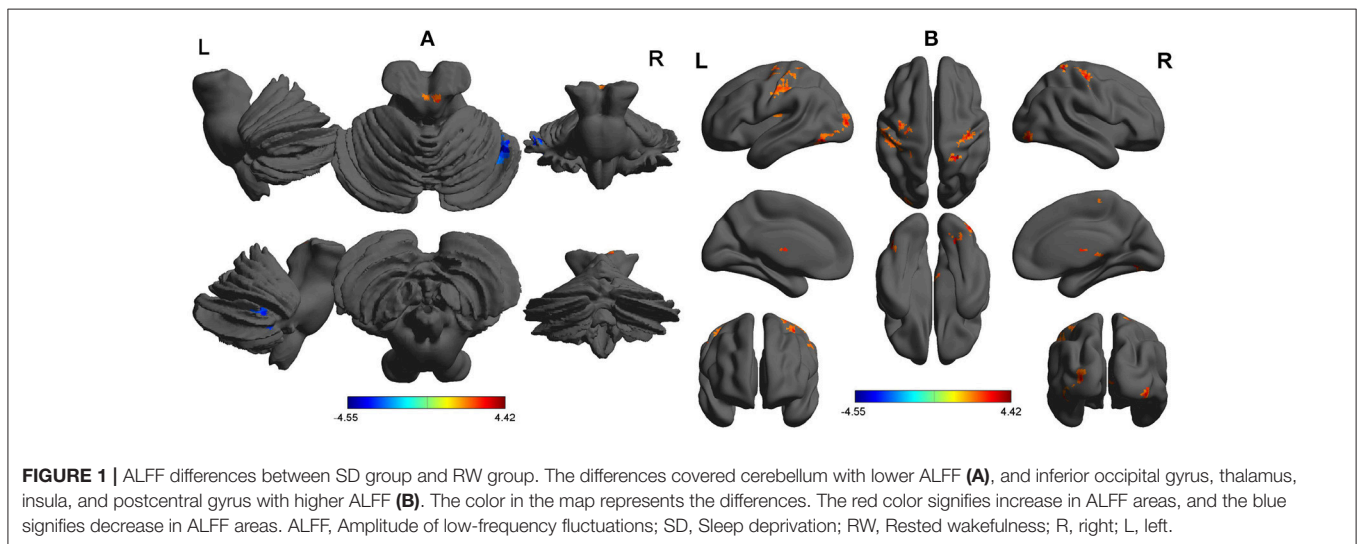 A
B
L
R
L
R
-4.55
4.42
-4.55
4.42
FIGURE 1 | ALFF differences between SD group and RW group. The differences covered cerebellum with lower ALFF (A), and inferior occipital gyrus, thalamus,
insula, and postcentral gyrus with higher ALFF (B). The color in the map represents the differences. The red color signifies increase in ALFF areas, and the blue
signifies decrease in ALFF areas. ALFF, Amplitude of low-frequency fluctuations; SD, Sleep deprivation; RW, Rested wakefulness; R, right; L, left.